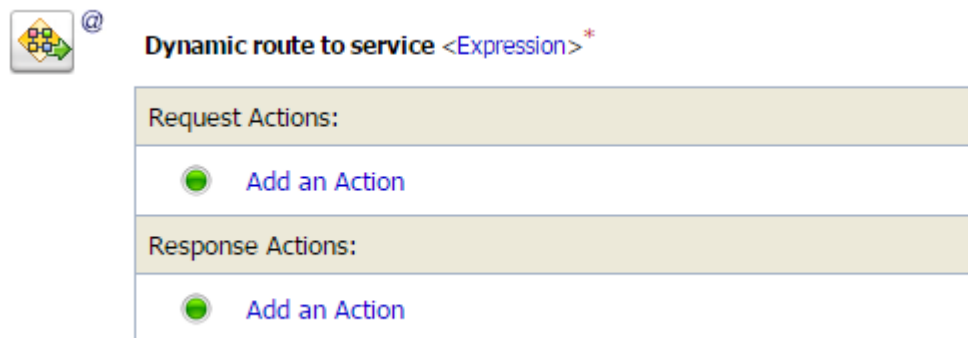 @
Dynamic route to service <Expression>*
Request Actions:
Add an Action
Response Actions:
Add an Action